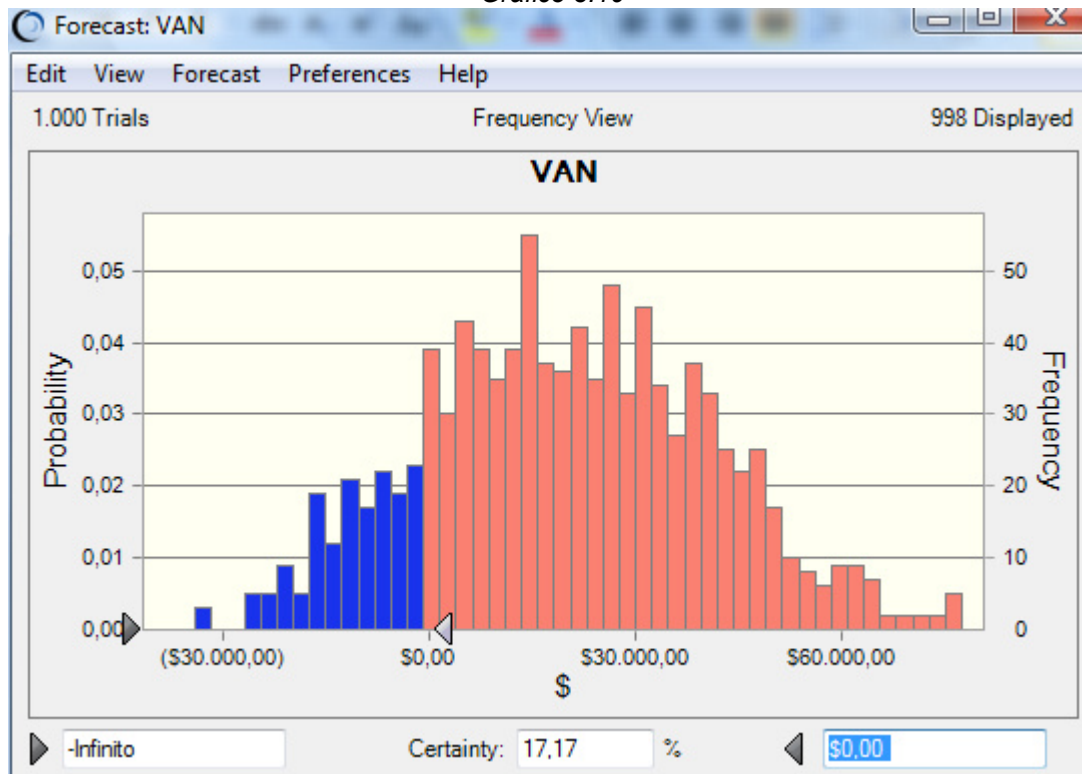 Forecast: VAN
Edit View Forecast Preferences Help
1.000 Trials Frequency View 998 Displayed
VAN
Probability
0,05
0,04
0,03
0,02
0,01
0,00
50
40
30
20
10
0
Frequency
($30.000,00) $0,00 $30.000,00 $60.000,00
$
-Infinito Certainty: 17,17 % $0,00